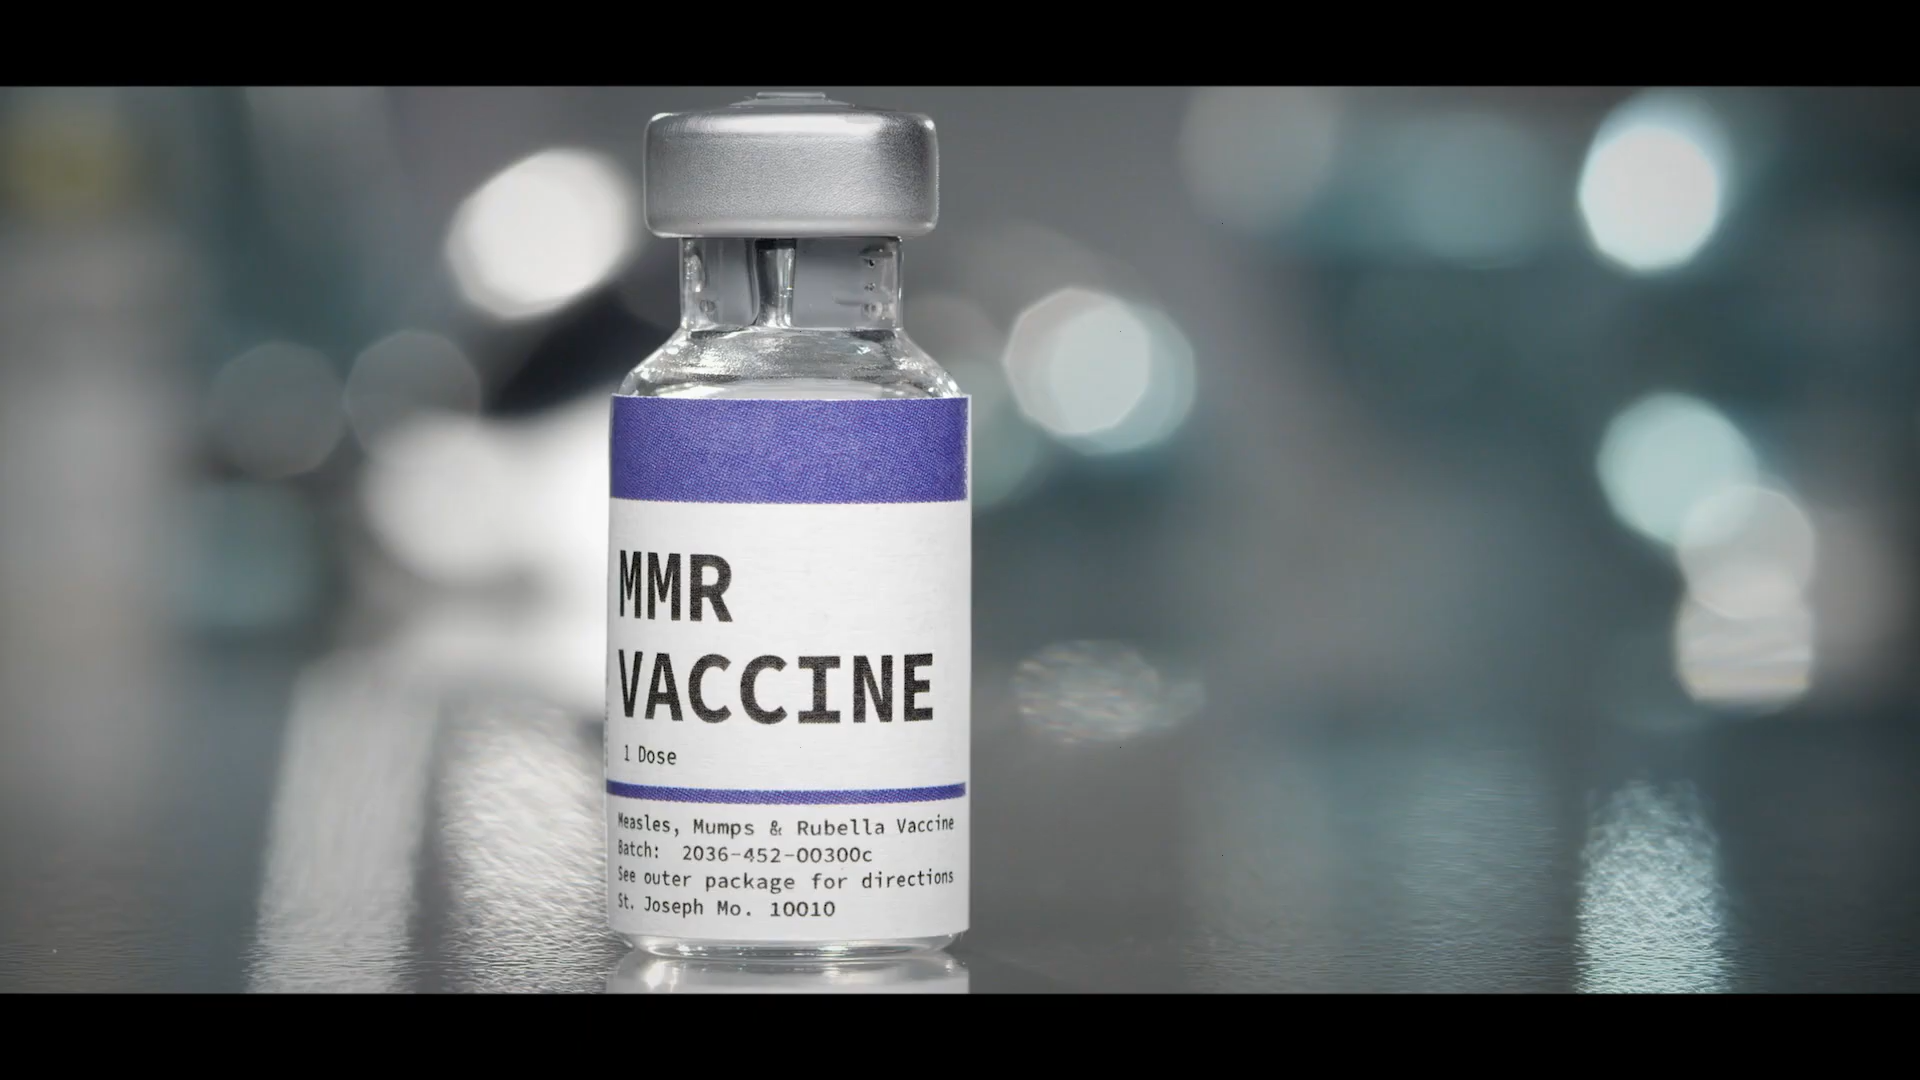 MMR
VACCINE
1 Dose
Measles, Mumps & Rubella Vaccine
Batch: 2036-452-00300c
See outer package for directions
St. Joseph Mo. 10010